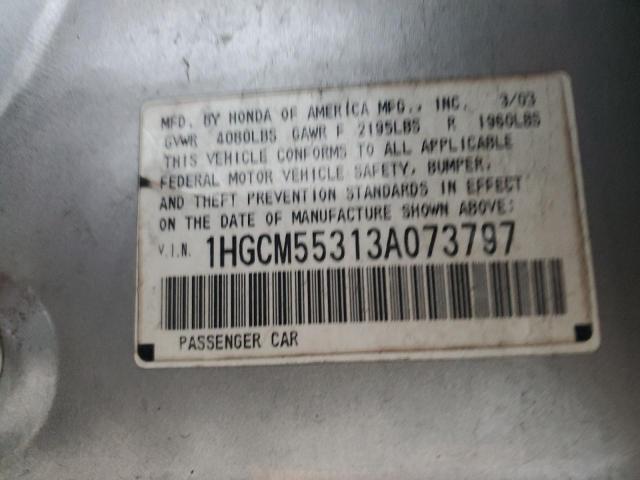 MFD. BY HONDA OF AMERICA MFG., INC. 3/03
GVWR 4080LBS GAWR F 2195LBS R 1960LBS
THIS VEHICLE CONFORMS TO ALL APPLICABLE
FEDERAL MOTOR VEHICLE SAFETY, BUMPER,
AND THEFT PREVENTION STANDARDS IN EFFECT
ON THE DATE OF MANUFACTURE SHOWN ABOVE:
V.I.N. 1HGCM55313A073797
PASSENGER CAR